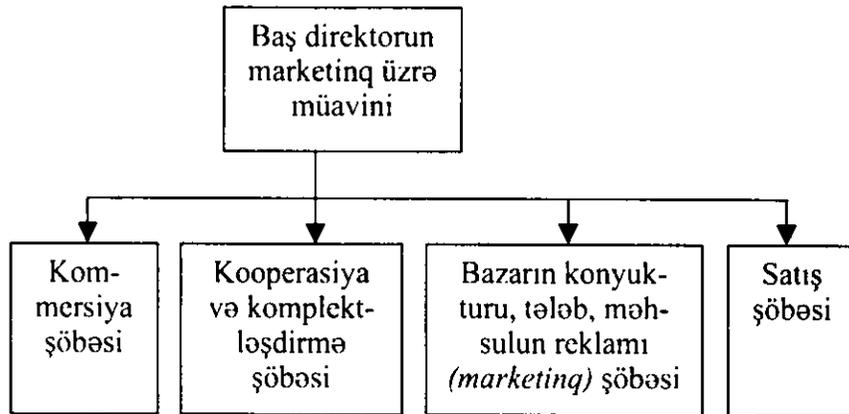 Baş direktorun
marketinq üzrə
müavini
Kom-
mersiya
şöbəsi
Kooperasiya
və komplekt-
ləşdirmə
şöbəsi
Bazarın konyuk-
turu, tələb, məh-
sulun reklamı
(marketinq) şöbəsi
Satış
şöbəsi